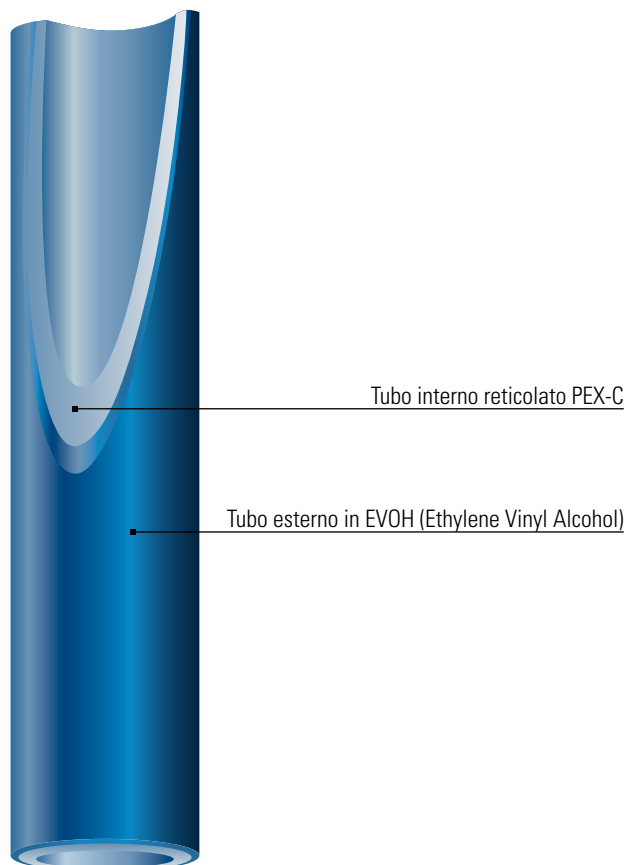 Tubo interno reticolato PEX-C
Tubo esterno in EVOH (Ethylene Vinyl Alcohol)